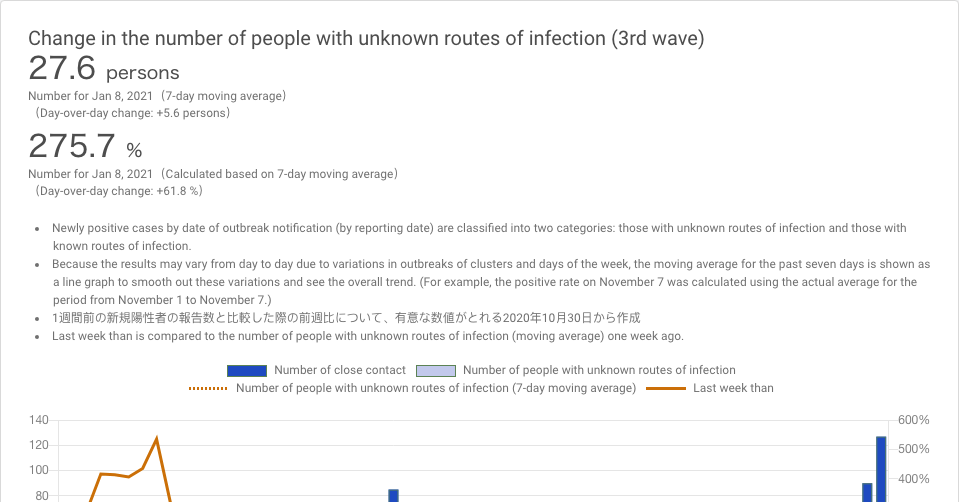 Change in the number of people with unknown routes of infection (3rd wave)
27.6 persons
Number for Jan 8, 2021（7-day moving average）
（Day-over-day change: +5.6 persons）
275.7 %
Number for Jan 8, 2021（Calculated based on 7-day moving average）
（Day-over-day change: +61.8 %）
• Newly positive cases by date of outbreak notification (by reporting date) are classified into two categories: those with unknown routes of infection and those with
known routes of infection.
• Because the results may vary from day to day due to variations in outbreaks of clusters and days of the week, the moving average for the past seven days is shown as
a line graph to smooth out these variations and see the overall trend. (For example, the positive rate on November 7 was calculated using the actual average for the
period from November 1 to November 7.)
• 1週間前の新規陽性者の報告数と比較した際の前週比について、有意な数値がとれる2020年10月30日から作成
• Last week than is compared to the number of people with unknown routes of infection (moving average) one week ago.
Number of close contact Number of people with unknown routes of infection
Number of people with unknown routes of infection (7-day moving average) Last week than
140 600%
120 500%
100 400%
80